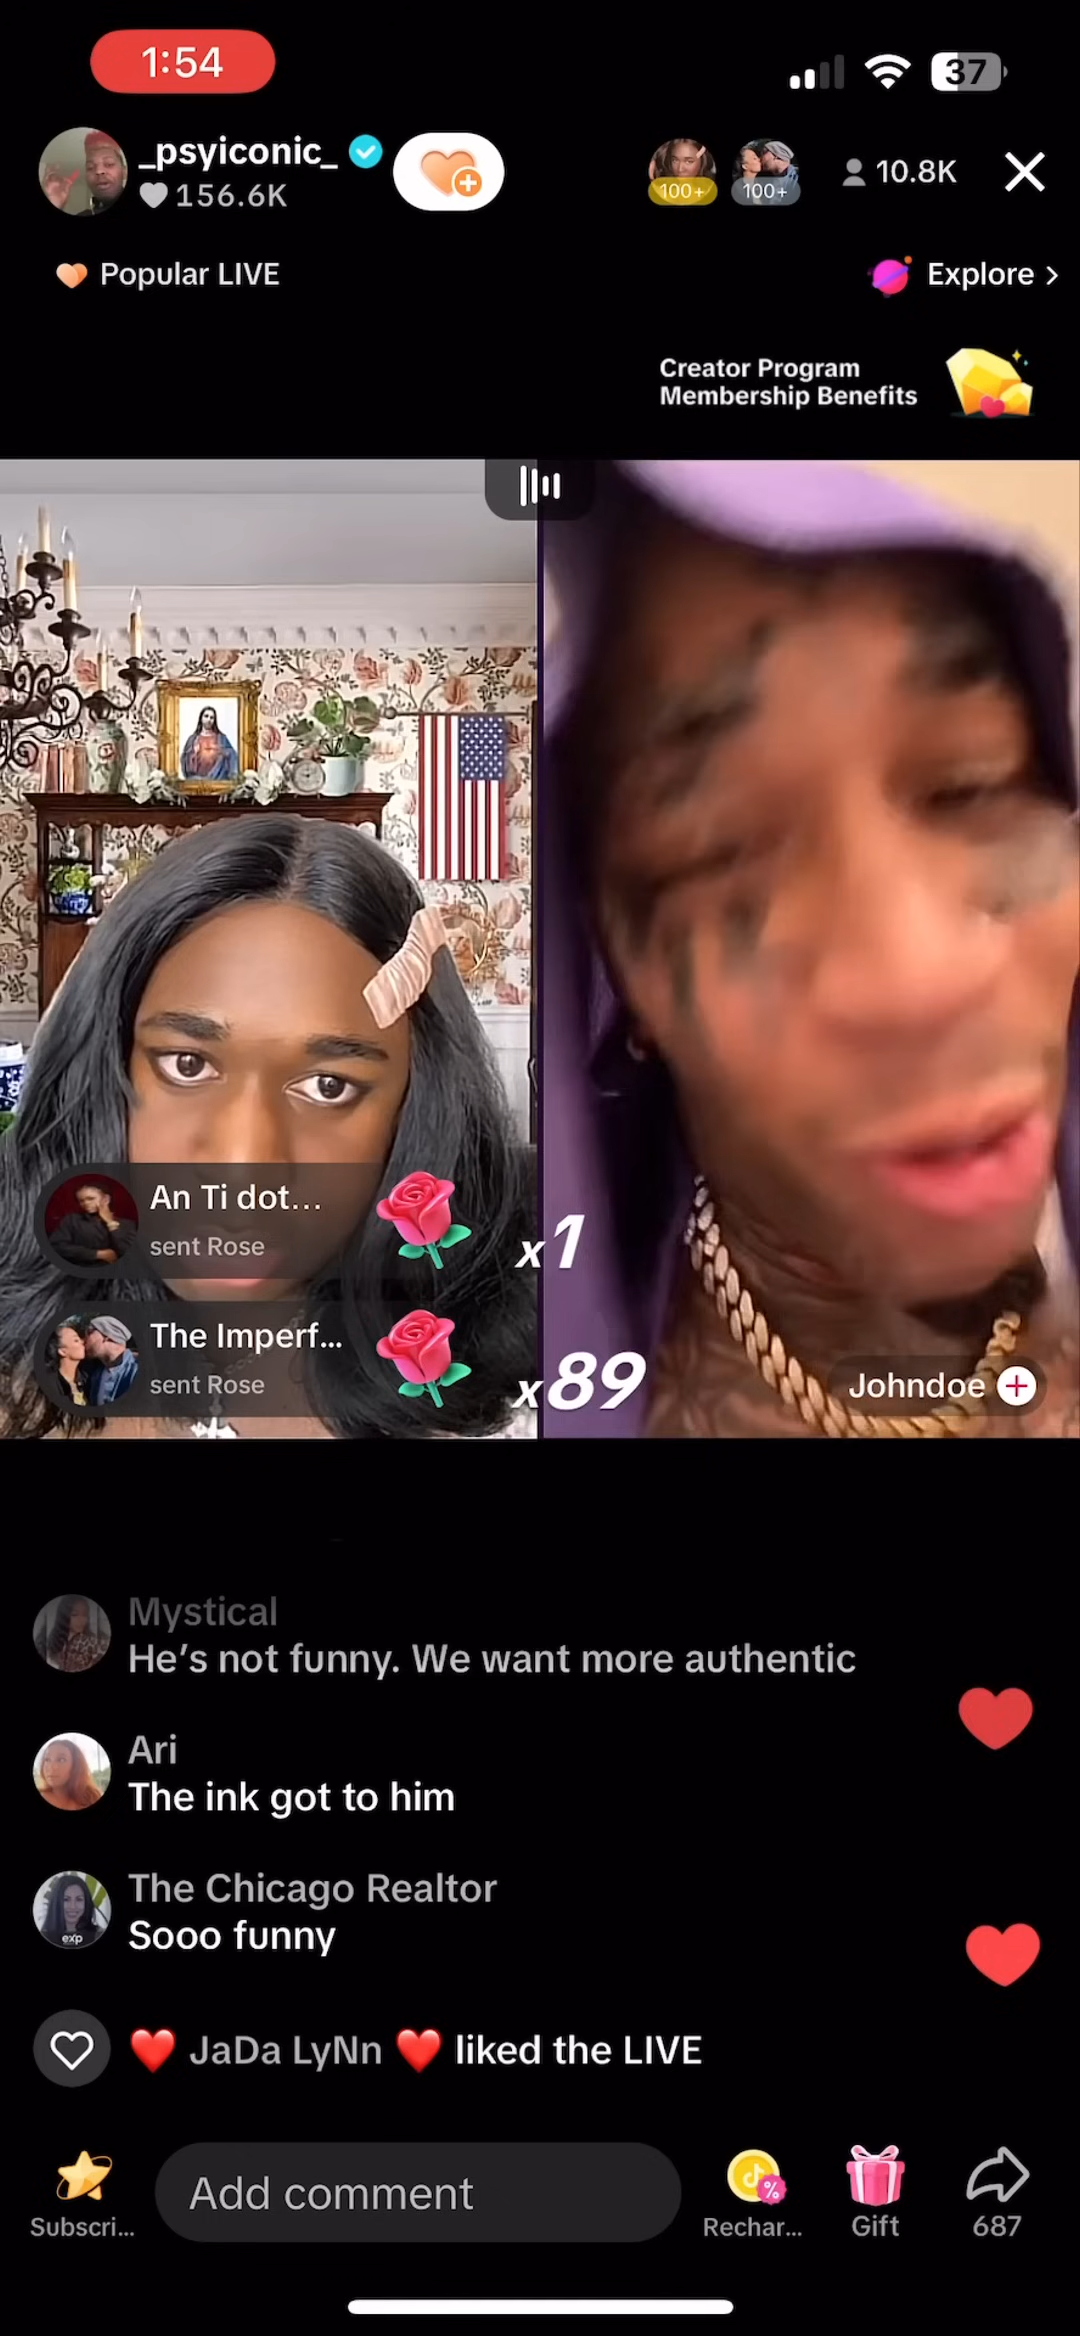 1:54
37
_psyiconic_
156.6K
100+
100+
10.8K
Popular LIVE
Explore >
Creator Program
Membership Benefits
An Ti dot...
sent Rose
x1
The Imperf...
sent Rose
x89
Johndoe
Mystical
He's not funny. We want more authentic
Ari
The ink got to him
The Chicago Realtor
Sooo funny
exp
❤️ JaDa LyNn ❤️ liked the LIVE
Subscri...
Add comment
%
Rechar...
Gift
687